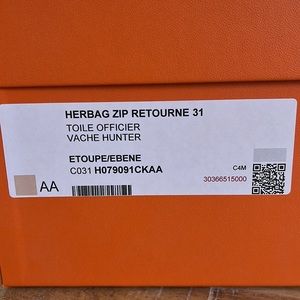 HERBAG ZIP RETOURNE 31
TOILE OFFICIER
VACHE HUNTER
ETOUPE/EBENE
C031 H079091CKAA
C4M
AA
30366515000